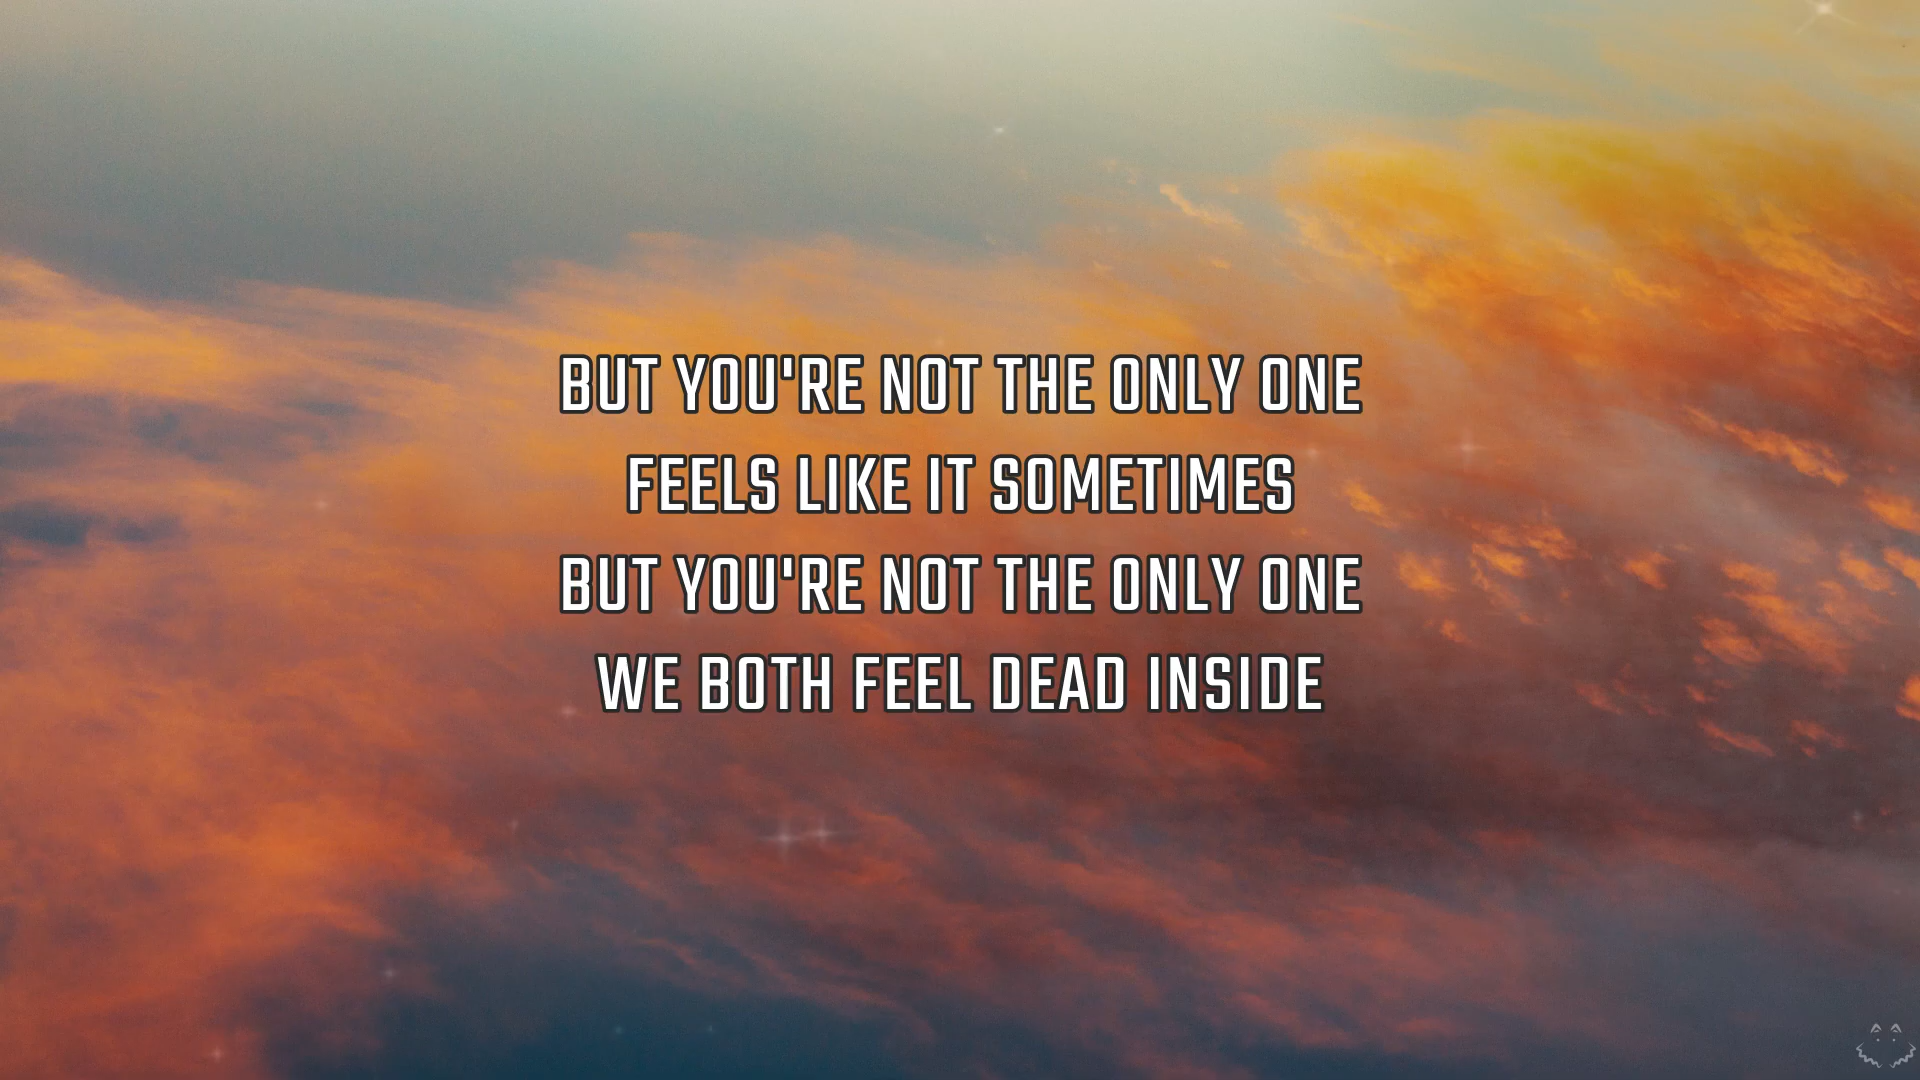 BUT YOU'RE NOT THE ONLY ONE
FEELS LIKE IT SOMETIMES
BUT YOU'RE NOT THE ONLY ONE
WE BOTH FEEL DEAD INSIDE